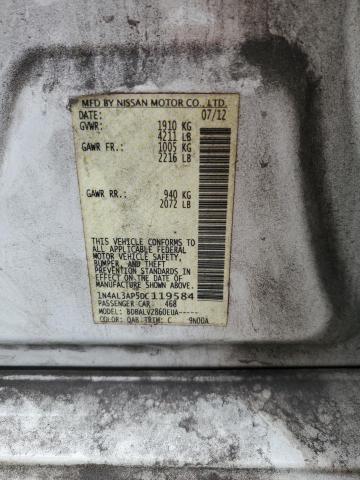 MFD BY NISSAN MOTOR CO., LTD.
DATE: 07/12
GVWR: 1910 KG
4211 LB
GAWR FR.: 1005 KG
2216 LB
GAWR RR.: 940 KG
2072 LB
THIS VEHICLE CONFORMS TO ALL
APPLICABLE U.S. FEDERAL
MOTOR VEHICLE SAFETY,
BUMPER, AND THEFT
PREVENTION STANDARDS
IN EFFECT ON THE DATE OF
MANUFACTURE SHOWN ABOVE.
1N4AL3AP5DC119584
PASSENGER CAR 468
MODEL: BDBALVZ860EUA-----
COLOR: QAB TRIM: C 9N00A